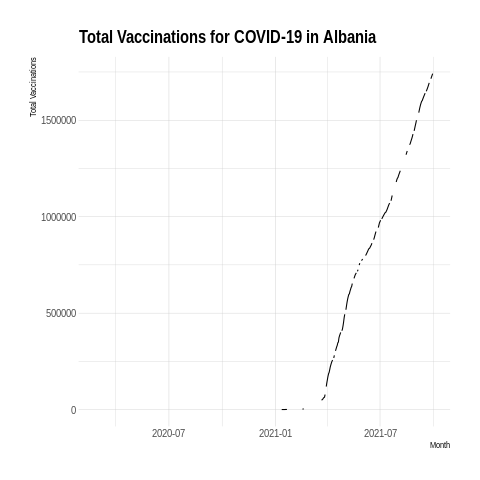 Total Vaccinations for COVID-19 in Albania
Total Vaccinations
1500000
1000000
500000
0
2020-07
2021-01
2021-07
Month